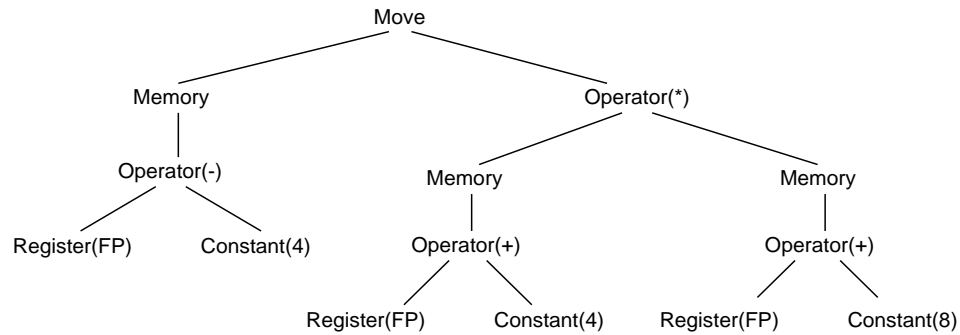 Move
Memory
Operator(*)
Operator(-)
Memory
Memory
Register(FP)
Constant(4)
Operator(+)
Operator(+)
Register(FP)
Constant(4)
Register(FP)
Constant(8)